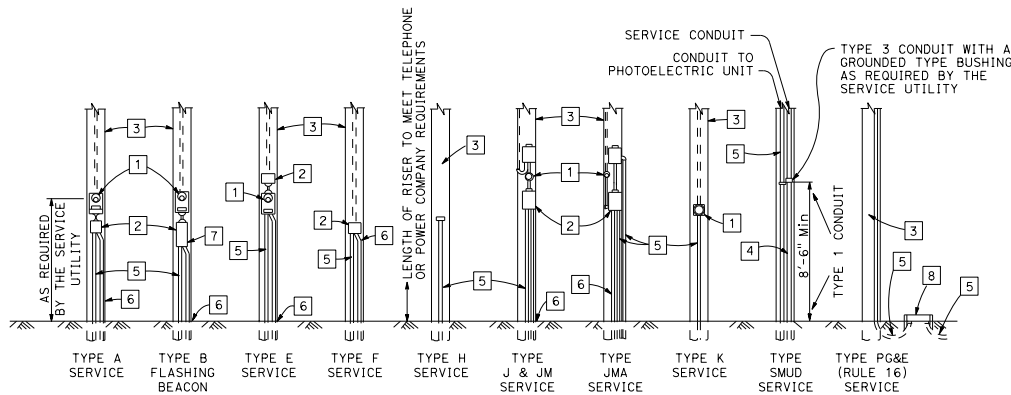 SERVICE CONDUIT
CONDUIT TO
PHOTOELECTRIC UNIT
TYPE 3 CONDUIT WITH A
GROUNDED TYPE BUSHING
AS REQUIRED BY THE
SERVICE UTILITY
AS REQUIRED
BY THE SERVICE
UTILITY
LENGTH OF RISER TO MEET TELEPHONE
OR POWER COMPANY REQUIREMENTS
8'-6" Min
TYPE 1 CONDUIT
3
1
2
5
6
7
3
2
1
5
6
2
6
5
3
5
3
1
2
5
6
6
3
1
5
4
3
5
8
5
TYPE A
SERVICE
TYPE B
FLASHING
BEACON
TYPE E
SERVICE
TYPE F
SERVICE
TYPE H
SERVICE
TYPE
J & JM
SERVICE
TYPE
JMA
SERVICE
TYPE K
SERVICE
TYPE
SMUD
SERVICE
TYPE PG&E
(RULE 16)
SERVICE